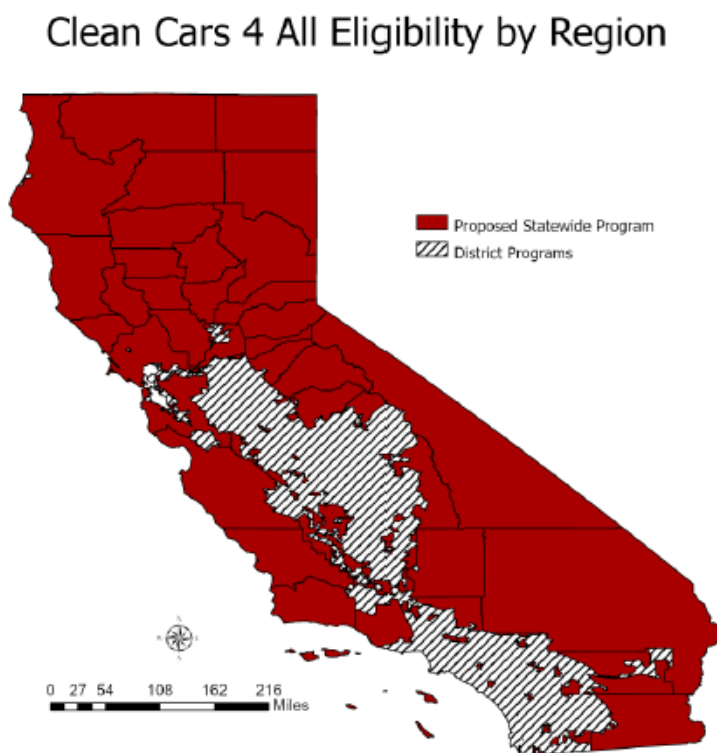 Clean Cars 4 All Eligibility by Region
Proposed Statewide Program
District Programs
N
S
0 27 54 108 162 216
Miles